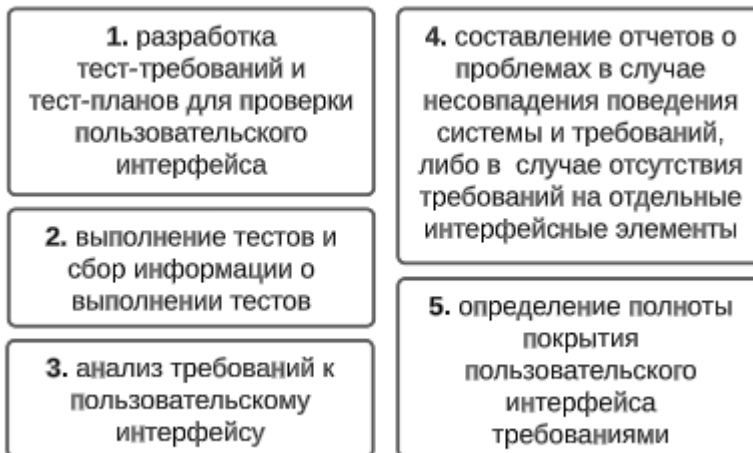 1. разработка
тест-требований и
тест-планов для проверки
пользовательского
интерфейса
2. выполнение тестов и
сбор информации о
выполнении тестов
3. анализ требований к
пользовательскому
интерфейсу
4. составление отчетов о
проблемах в случае
несовпадения поведения
системы и требований,
либо в случае отсутствия
требований на отдельные
интерфейсные элементы
5. определение полноты
покрытия
пользовательского
интерфейса
требованиями